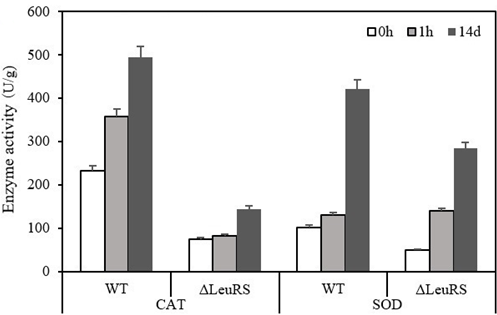 600
0h 1h 14d
500
400
300
200
100
0
Enzyme activity (U/g)
WT ΔLeuRS WT ΔLeuRS
CAT SOD